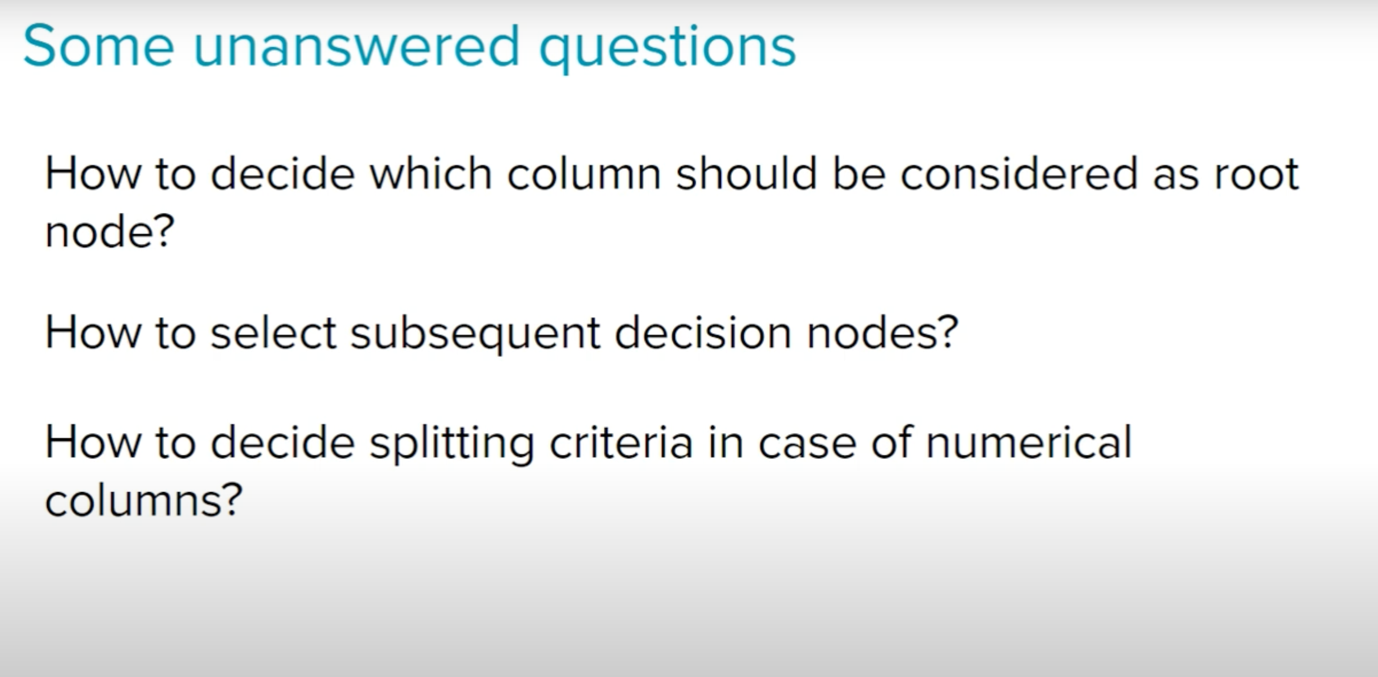 Some unanswered questions
How to decide which column should be considered as root
node?
How to select subsequent decision nodes?
How to decide splitting criteria in case of numerical
columns?